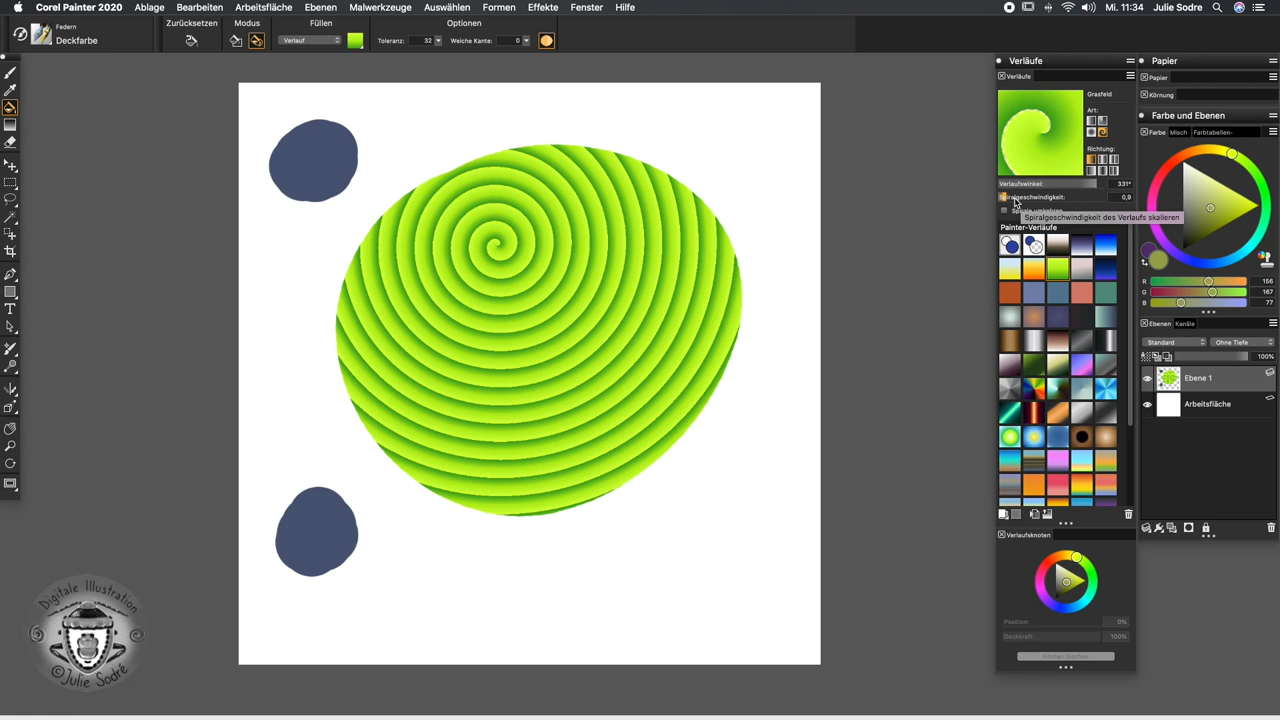 Corel Painter 2020 Ablage Bearbeiten Arbeitsfläche Ebenen Malwerkzeuge Auswählen Formen Effekte Fenster Hilfe Mi. 11:34 Julie Sodre
Federn
Deckfarbe
Zurücksetzen Modus Füllen Optionen
Verlauf Toleranz: 32 Weiche Kante: 0
Verläufe
Verläufe
Grasfeld
Art:
Richtung:
Verlaufswinkel: 331°
Spiralgeschwindigkeit: 0,9
Spiralgeschwindigkeit des Verlaufs skalieren
Painter-Verläufe
Verlaufsknoten
Position: 0%
Deckkraft: 100%
Knoten löschen
Papier
Papier
Körnung
Farbe und Ebenen
Farbe Misch Farbtabellen-
R 156
G 167
B 77
Ebenen Kanäle
Standard Ohne Tiefe
100%
Ebene 1
Arbeitsfläche
Digitale Illustration
©Julie Sodré